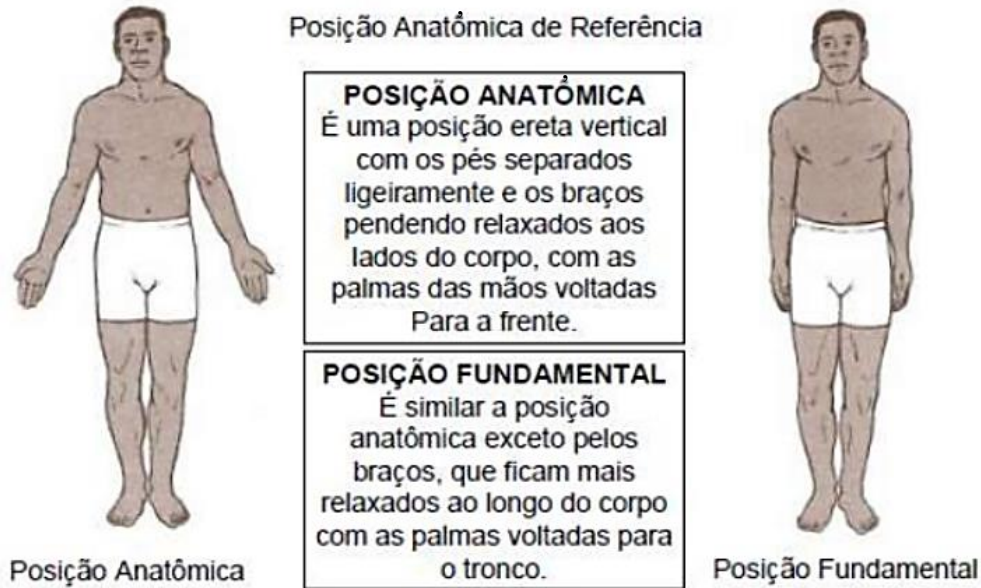 Posição Anatômica de Referência
POSIÇÃO ANATÔMICA
É uma posição ereta vertical
com os pés separados
ligeiramente e os braços
pendendo relaxados aos
lados do corpo, com as
palmas das mãos voltadas
Para a frente.
POSIÇÃO FUNDAMENTAL
É similar a posição
anatômica exceto pelos
braços, que ficam mais
relaxados ao longo do corpo
com as palmas voltadas para
o tronco.
Posição Anatômica
Posição Fundamental